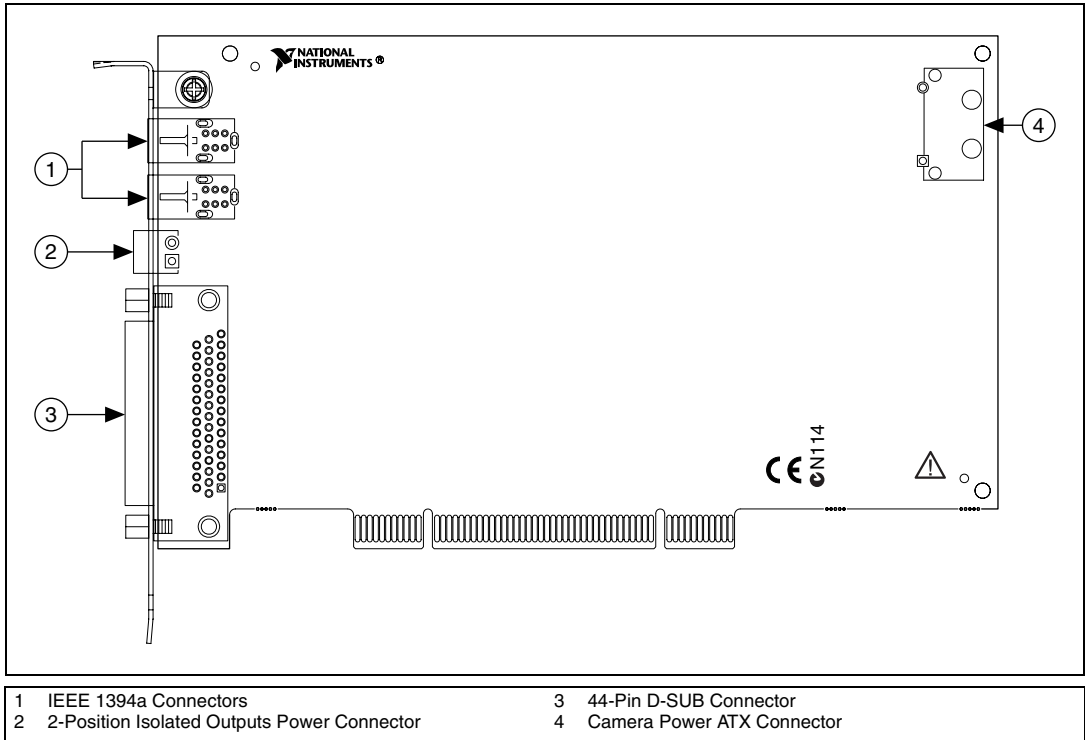 NATIONAL
INSTRUMENTS ®
1
2
3
4
CE N114
1 IEEE 1394a Connectors
2 2-Position Isolated Outputs Power Connector
3 44-Pin D-SUB Connector
4 Camera Power ATX Connector